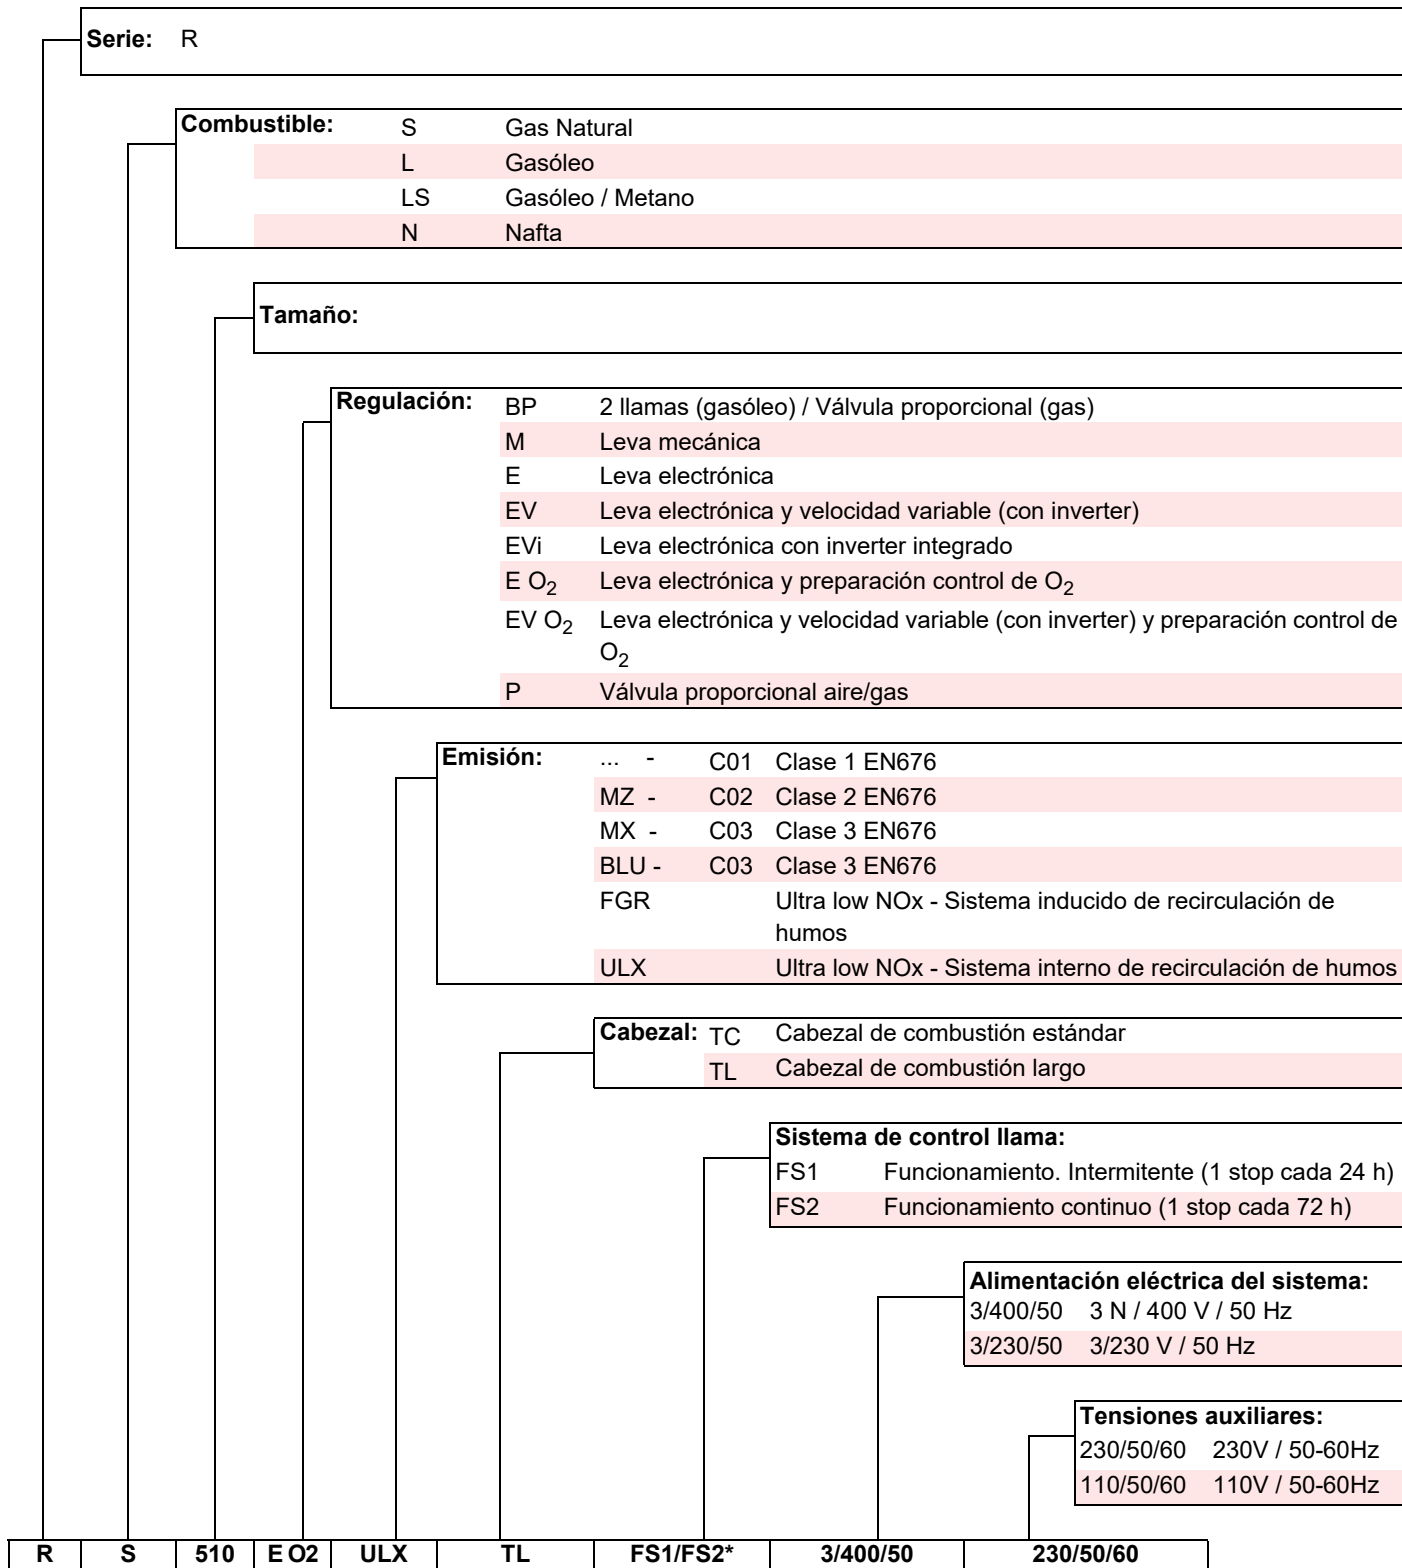 Serie: R
Combustible: S Gas Natural
L Gasóleo
LS Gasóleo / Metano
N Nafta
Tamaño:
Regulación: BP 2 llamas (gasóleo) / Válvula proporcional (gas)
M Leva mecánica
E Leva electrónica
EV Leva electrónica y velocidad variable (con inverter)
EVi Leva electrónica con inverter integrado
E O2 Leva electrónica y preparación control de O2
EV O2 Leva electrónica y velocidad variable (con inverter) y preparación control de
O2
P Válvula proporcional aire/gas
Emisión: ... - C01 Clase 1 EN676
MZ - C02 Clase 2 EN676
MX - C03 Clase 3 EN676
BLU - C03 Clase 3 EN676
FGR Ultra low NOx - Sistema inducido de recirculación de
humos
ULX Ultra low NOx - Sistema interno de recirculación de humos
Cabezal: TC Cabezal de combustión estándar
TL Cabezal de combustión largo
Sistema de control llama:
FS1 Funcionamiento. Intermitente (1 stop cada 24 h)
FS2 Funcionamiento continuo (1 stop cada 72 h)
Alimentación eléctrica del sistema:
3/400/50 3 N / 400 V / 50 Hz
3/230/50 3/230 V / 50 Hz
Tensiones auxiliares:
230/50/60 230V / 50-60Hz
110/50/60 110V / 50-60Hz
R S 510 E O2 ULX TL FS1/FS2* 3/400/50 230/50/60